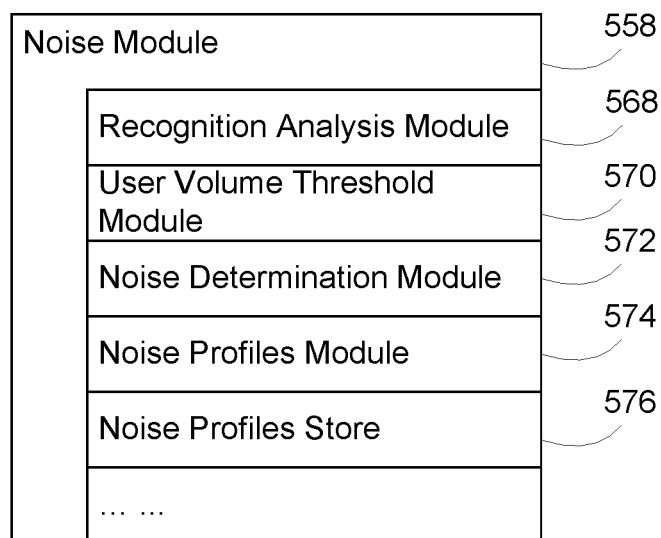 Noise Module 558
Recognition Analysis Module 568
User Volume Threshold 570
Module
Noise Determination Module 572
Noise Profiles Module 574
Noise Profiles Store 576
... ...